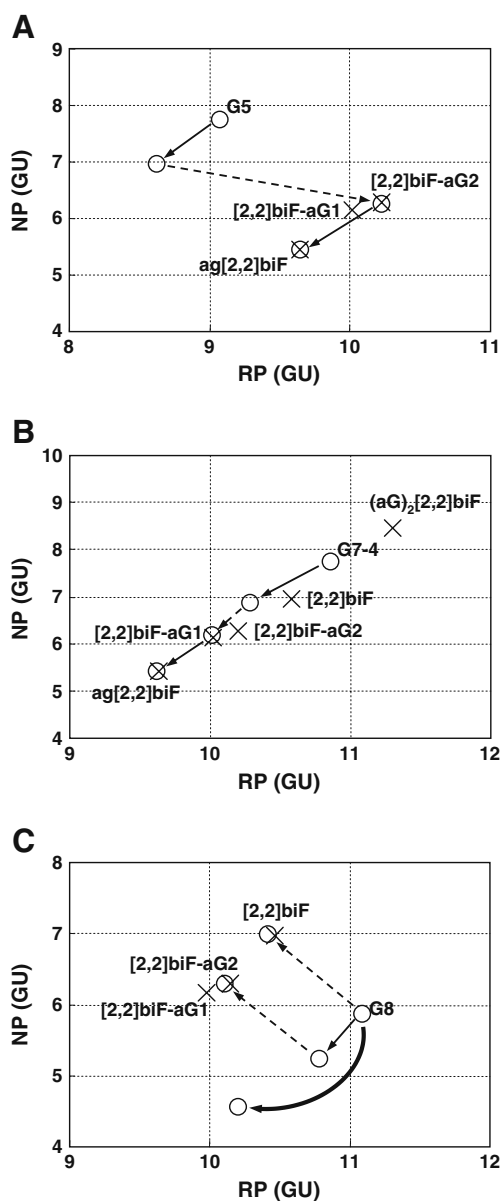 A
NP (GU)
9
8
7
6
5
4
G5
[2,2]biF-aG2
[2,2]biF-aG1
ag[2,2]biF
8 9 10 11
RP (GU)
B
NP (GU)
10
9
8
7
6
5
4
(aG)₂[2,2]biF
G7-4
[2,2]biF
[2,2]biF-aG1
[2,2]biF-aG2
ag[2,2]biF
9 10 11 12
RP (GU)
C
NP (GU)
8
7
6
5
4
[2,2]biF
[2,2]biF-aG2
[2,2]biF-aG1
G8
9 10 11 12
RP (GU)